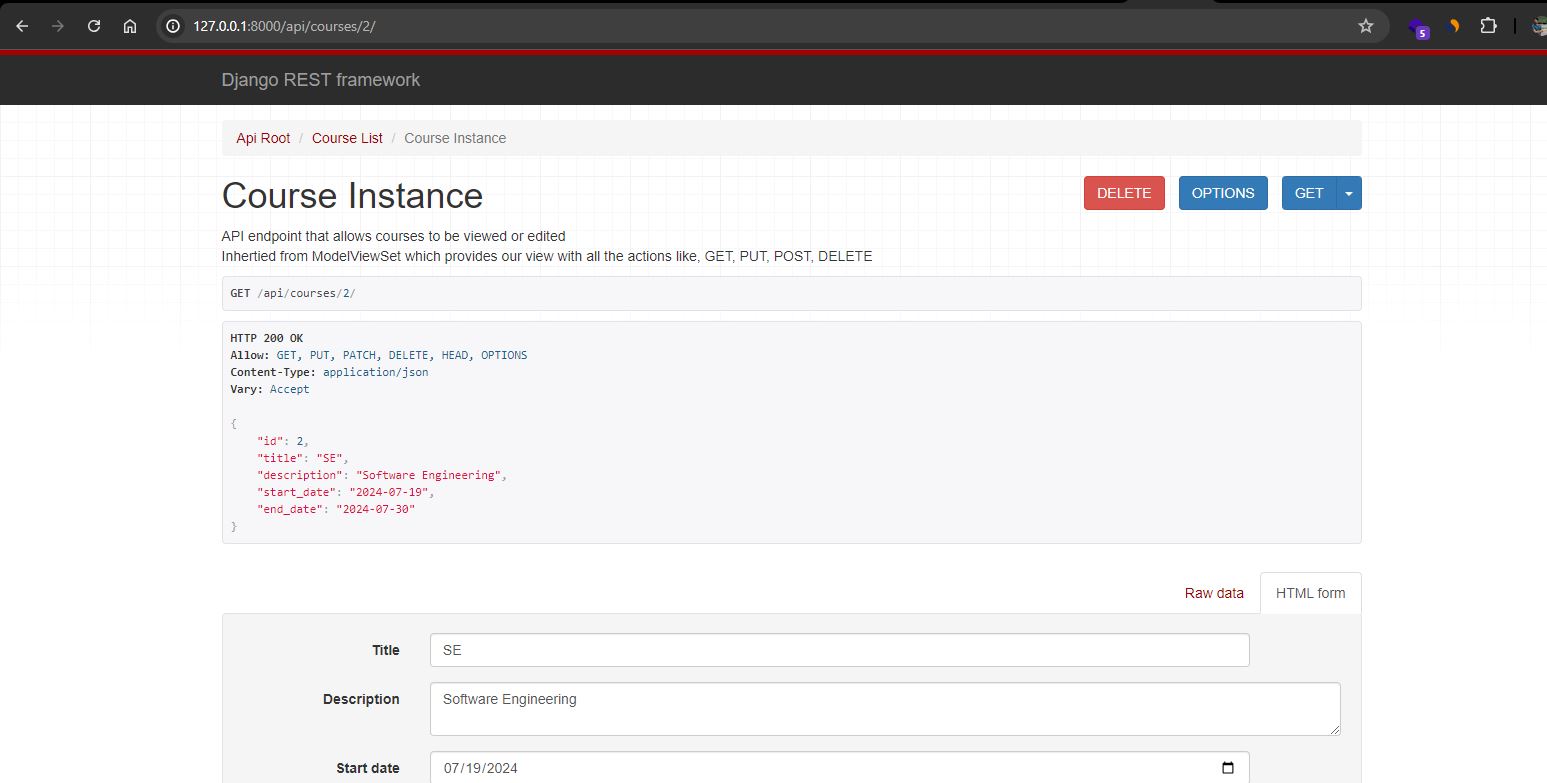 127.0.0.1:8000/api/courses/2/
5
Django REST framework
Api Root / Course List / Course Instance
Course Instance
DELETE OPTIONS GET
API endpoint that allows courses to be viewed or edited
Inhertied from ModelViewSet which provides our view with all the actions like, GET, PUT, POST, DELETE
GET /api/courses/2/
HTTP 200 OK
Allow: GET, PUT, PATCH, DELETE, HEAD, OPTIONS
Content-Type: application/json
Vary: Accept
{
"id": 2,
"title": "SE",
"description": "Software Engineering",
"start_date": "2024-07-19",
"end_date": "2024-07-30"
}
Raw data HTML form
Title SE
Description Software Engineering
Start date 07/19/2024